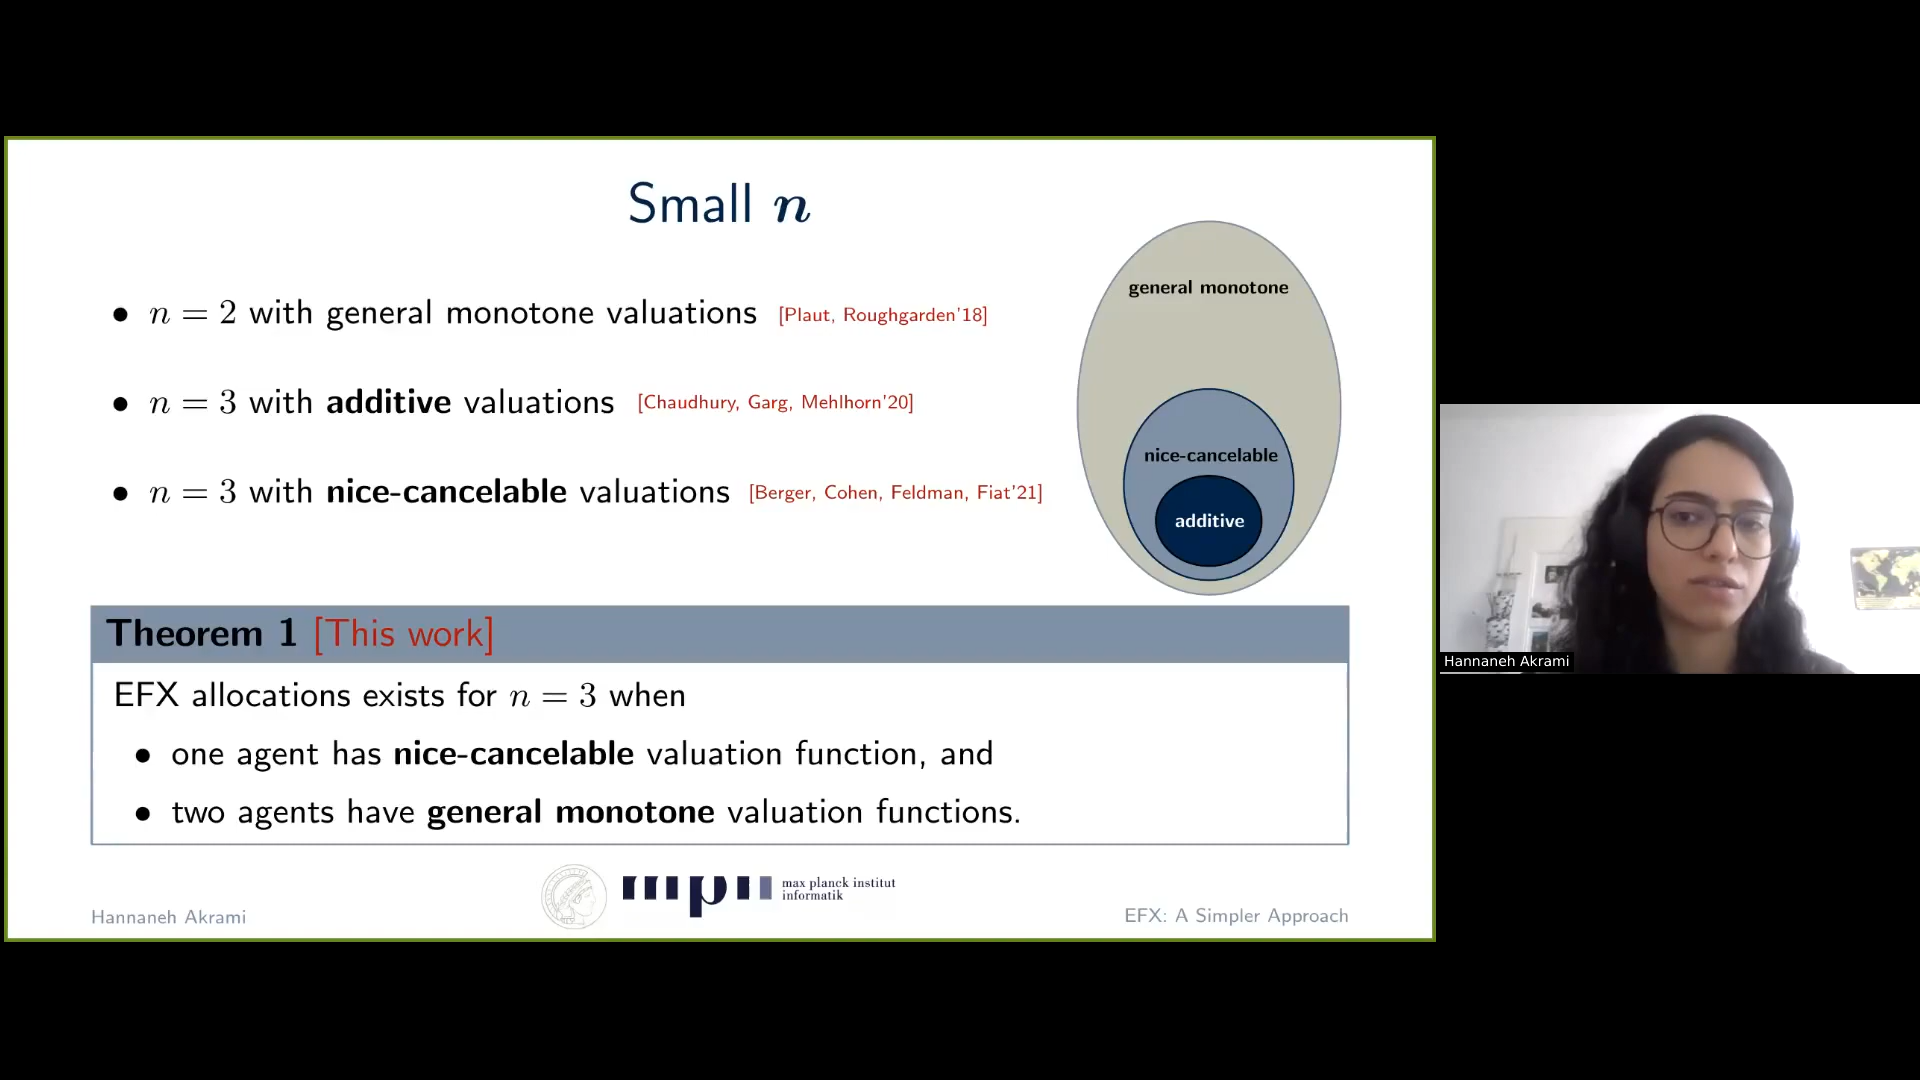 Small n
• n = 2 with general monotone valuations [Plaut, Roughgarden'18]
• n = 3 with additive valuations [Chaudhury, Garg, Mehlhorn'20]
• n = 3 with nice-cancelable valuations [Berger, Cohen, Feldman, Fiat'21]
general monotone
nice-cancelable
additive
Theorem 1 [This work]
EFX allocations exists for n = 3 when
• one agent has nice-cancelable valuation function, and
• two agents have general monotone valuation functions.
Hannaneh Akrami
mpii max planck institut
informatik
EFX: A Simpler Approach
Hannaneh Akrami